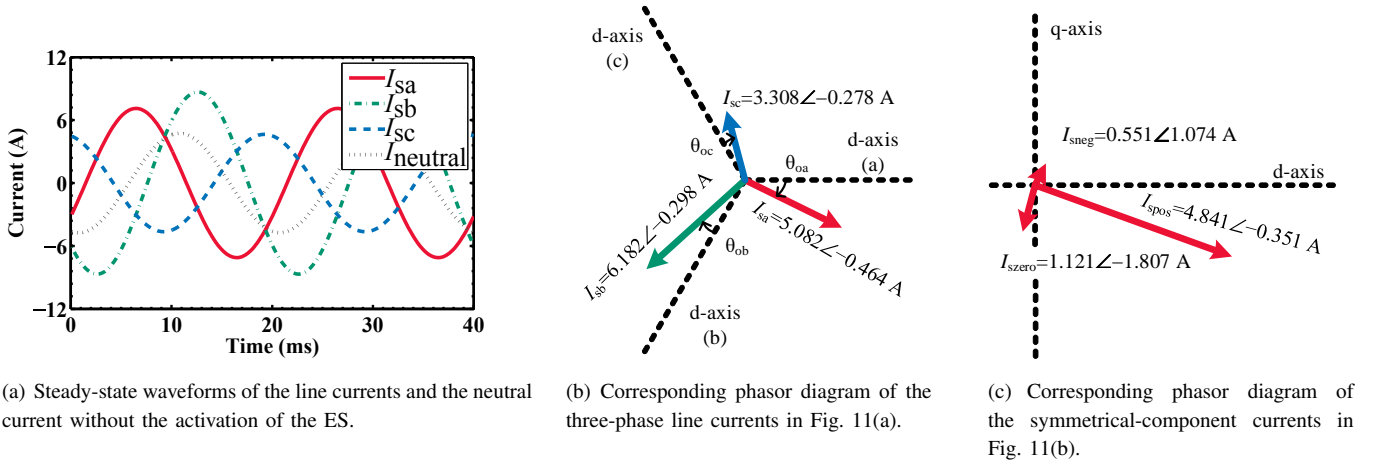 12
6
0
−6
−12
Current (A)
0
10
20
30
40
Time (ms)
Isa
Isb
Isc
Ineutral
(a) Steady-state waveforms of the line currents and the neutral
current without the activation of the ES.
d-axis
(c)
Isc=3.308∠−0.278 A
θoc
θoa
d-axis
(a)
Isa=5.082∠−0.464 A
Isb=6.182∠−0.298 A
θob
d-axis
(b)
(b) Corresponding phasor diagram of the
three-phase line currents in Fig. 11(a).
q-axis
Isneg=0.551∠1.074 A
d-axis
Ispos=4.841∠−0.351 A
Iszero=1.121∠−1.807 A
(c) Corresponding phasor diagram of
the symmetrical-component currents in
Fig. 11(b).